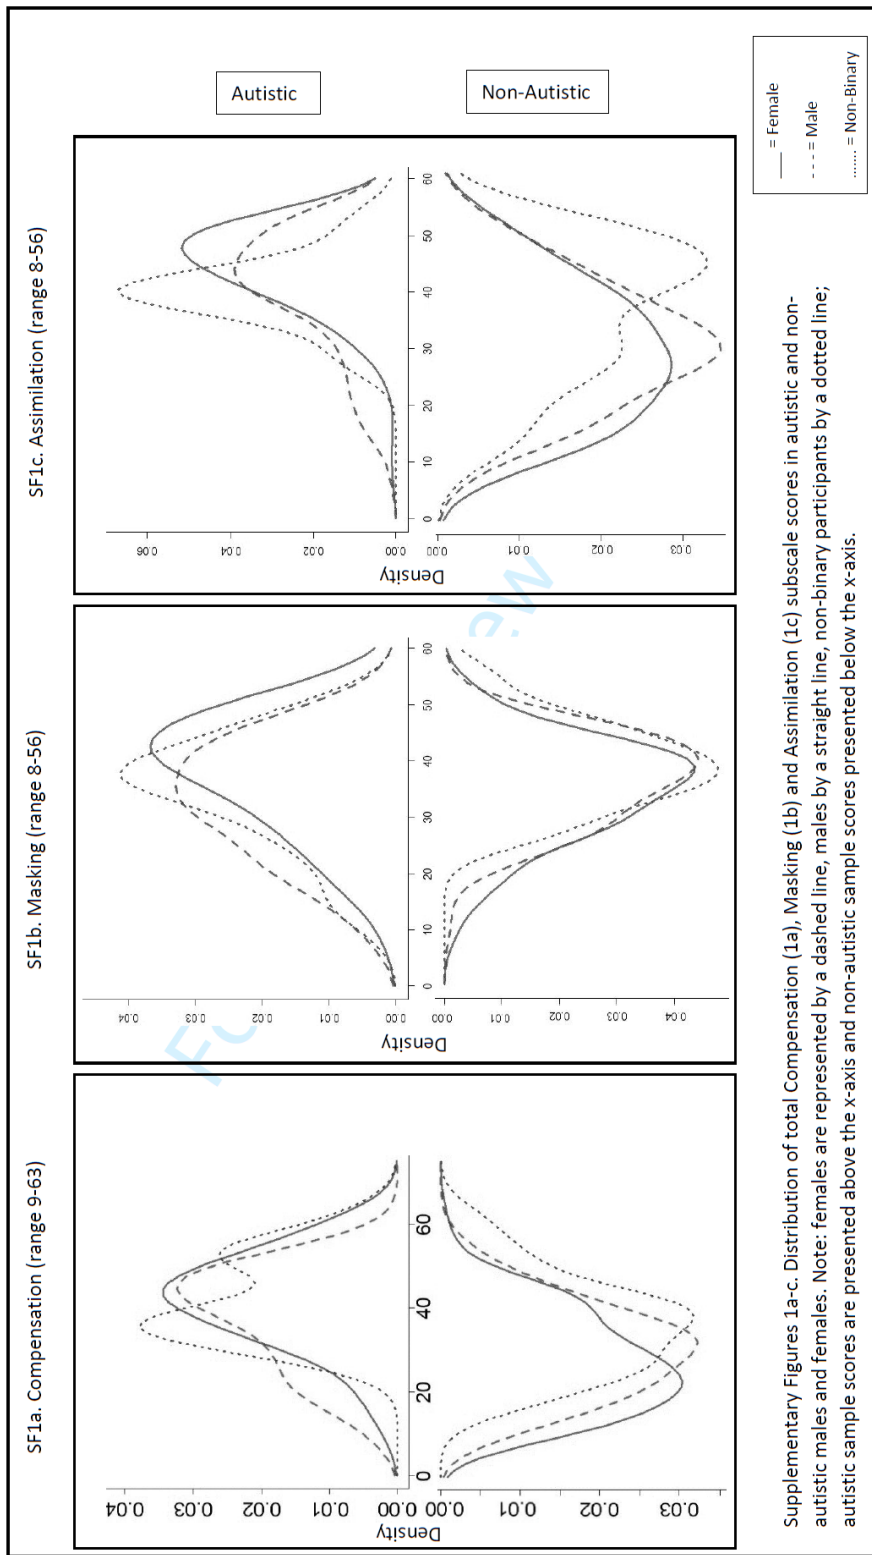 SF1a. Compensation (range 9-63)
SF1b. Masking (range 8-56)
SF1c. Assimilation (range 8-56)
Autistic
Non-Autistic
Density
0.04
0.03
0.02
0.01
0.00
0 20 40 60
0.00
0.01
0.02
0.03
Density
0.04
0.03
0.02
0.01
0.00
0 10 20 30 40 50 60
0.00
0.01
0.02
0.03
0.04
Density
0.06
0.04
0.02
0.00
0 10 20 30 40 50 60
0.00
0.01
0.02
0.03
= Female
= Male
= Non-Binary
Supplementary Figures 1a-c. Distribution of total Compensation (1a), Masking (1b) and Assimilation (1c) subscale scores in autistic and non-
autistic males and females. Note: females are represented by a dashed line, males by a straight line, non-binary participants by a dotted line;
autistic sample scores are presented above the x-axis and non-autistic sample scores presented below the x-axis.